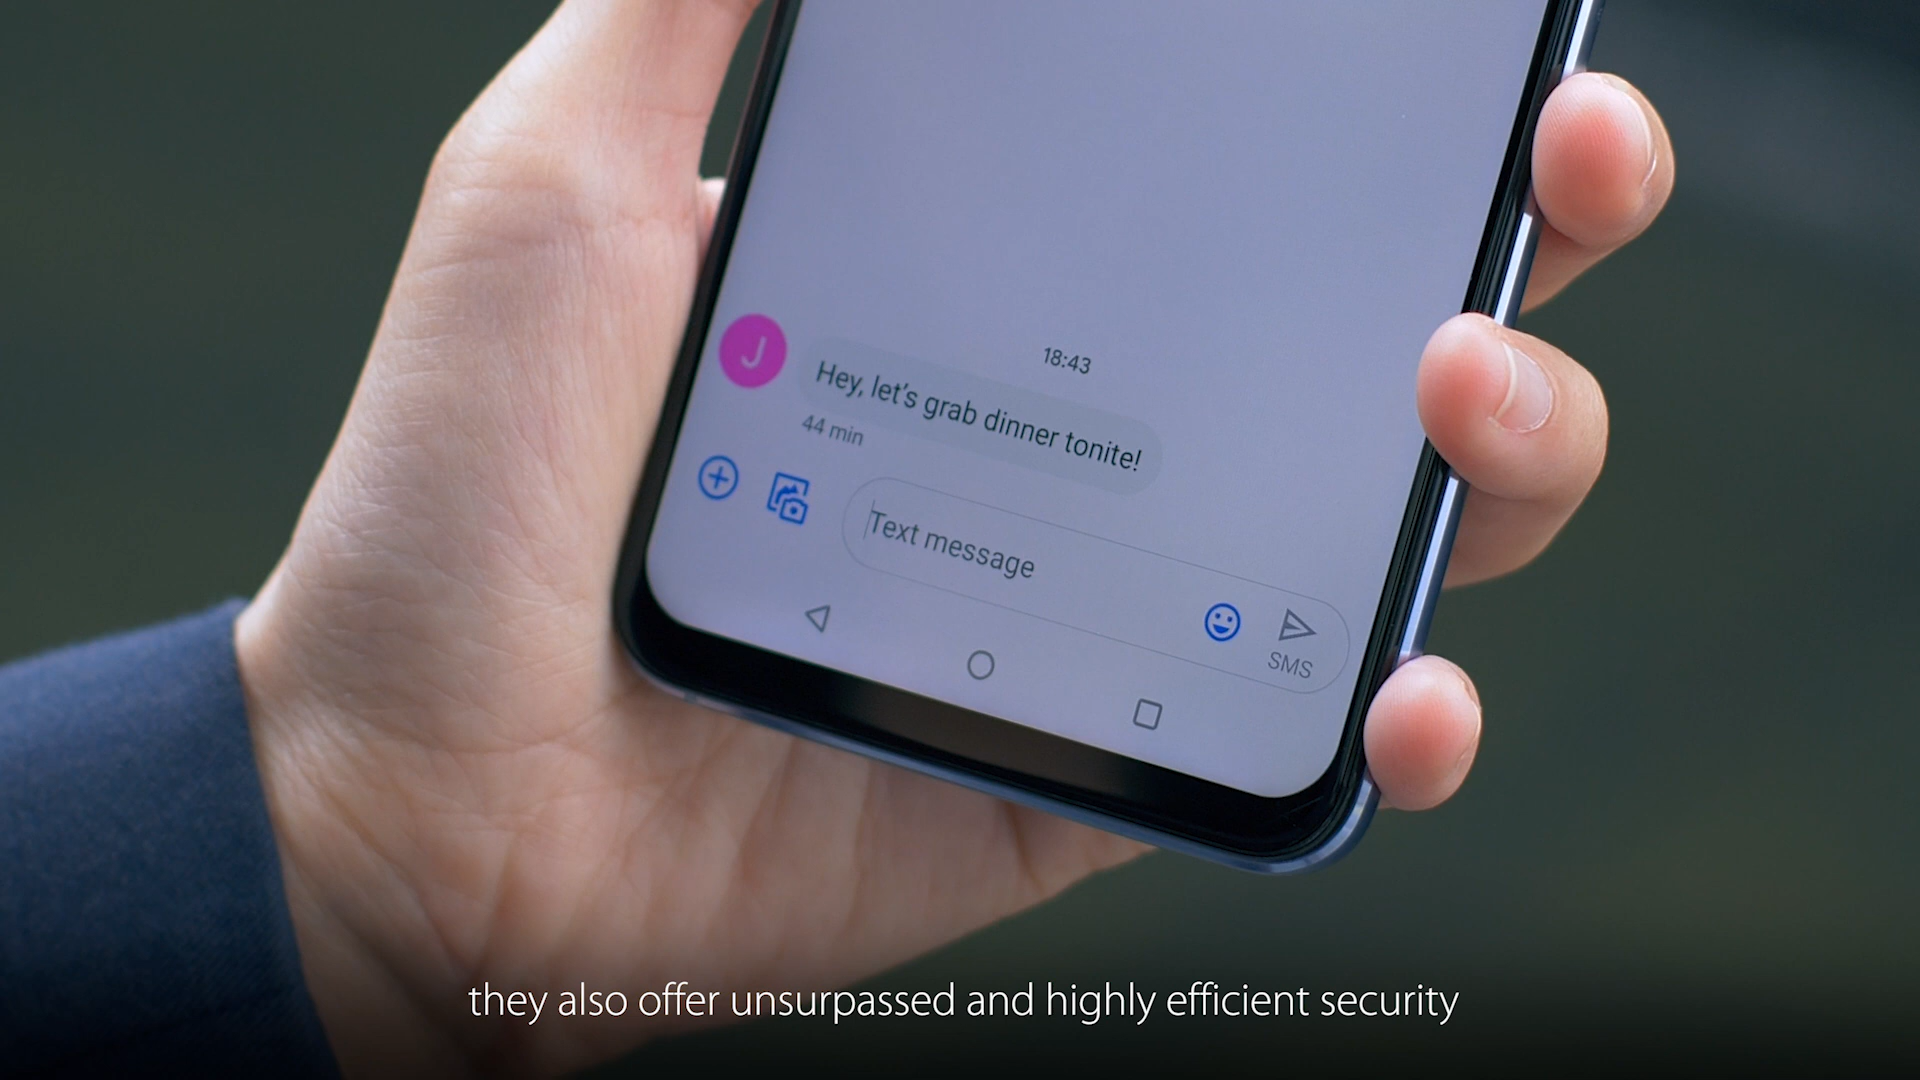 18:43
J
Hey, let's grab dinner tonite!
44 min
Text message
SMS
they also offer unsurpassed and highly efficient security